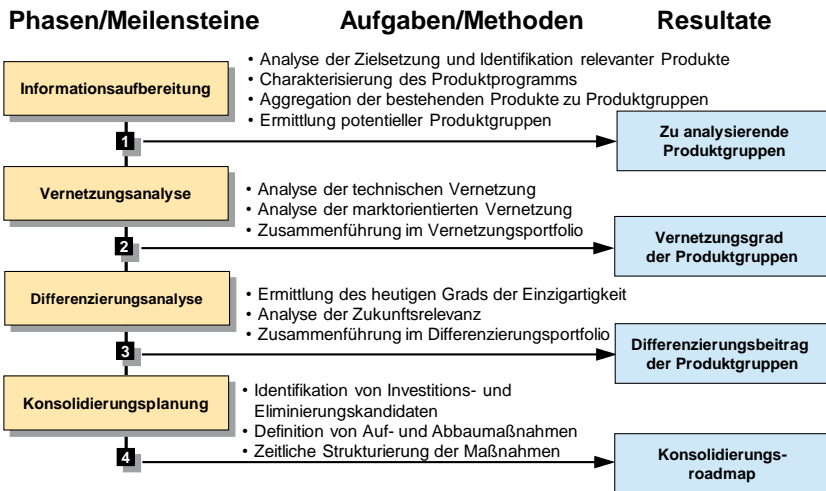 Phasen/Meilensteine
Aufgaben/Methoden
Resultate
Informationsaufbereitung
• Analyse der Zielsetzung und Identifikation relevanter Produkte
• Charakterisierung des Produktprogramms
• Aggregation der bestehenden Produkte zu Produktgruppen
• Ermittlung potentieller Produktgruppen
1
Zu analysierende
Produktgruppen
Vernetzungsanalyse
• Analyse der technischen Vernetzung
• Analyse der marktorientierten Vernetzung
• Zusammenführung im Vernetzungsportfolio
2
Vernetzungsgrad
der Produktgruppen
Differenzierungsanalyse
• Ermittlung des heutigen Grads der Einzigartigkeit
• Analyse der Zukunftsrelevanz
• Zusammenführung im Differenzierungsportfolio
3
Differenzierungsbeitrag
der Produktgruppen
Konsolidierungsplanung
• Identifikation von Investitions- und
Eliminierungskandidaten
• Definition von Auf- und Abbaumaßnahmen
• Zeitliche Strukturierung der Maßnahmen
4
Konsolidierungs-
roadmap